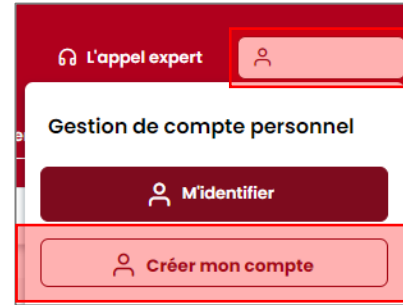 L'appel expert
Gestion de compte personnel
M'identifier
Créer mon compte